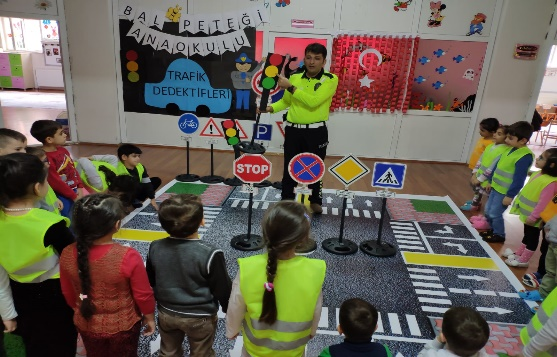 BAL PETEĞİ
ANAOKULU
TRAFİK
DEDEKTİFLERİ
P
STOP